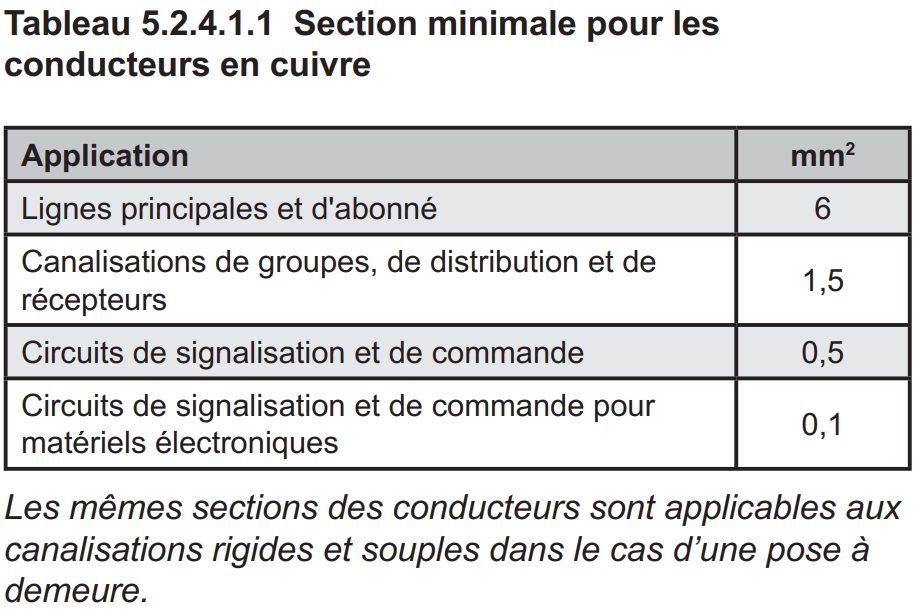 Tableau 5.2.4.1.1  Section minimale pour les
conducteurs en cuivre
Application mm²
Lignes principales et d'abonné 6
Canalisations de groupes, de distribution et de
récepteurs 1,5
Circuits de signalisation et de commande 0,5
Circuits de signalisation et de commande pour
matériels électroniques 0,1
Les mêmes sections des conducteurs sont applicables aux
canalisations rigides et souples dans le cas d’une pose à
demeure.